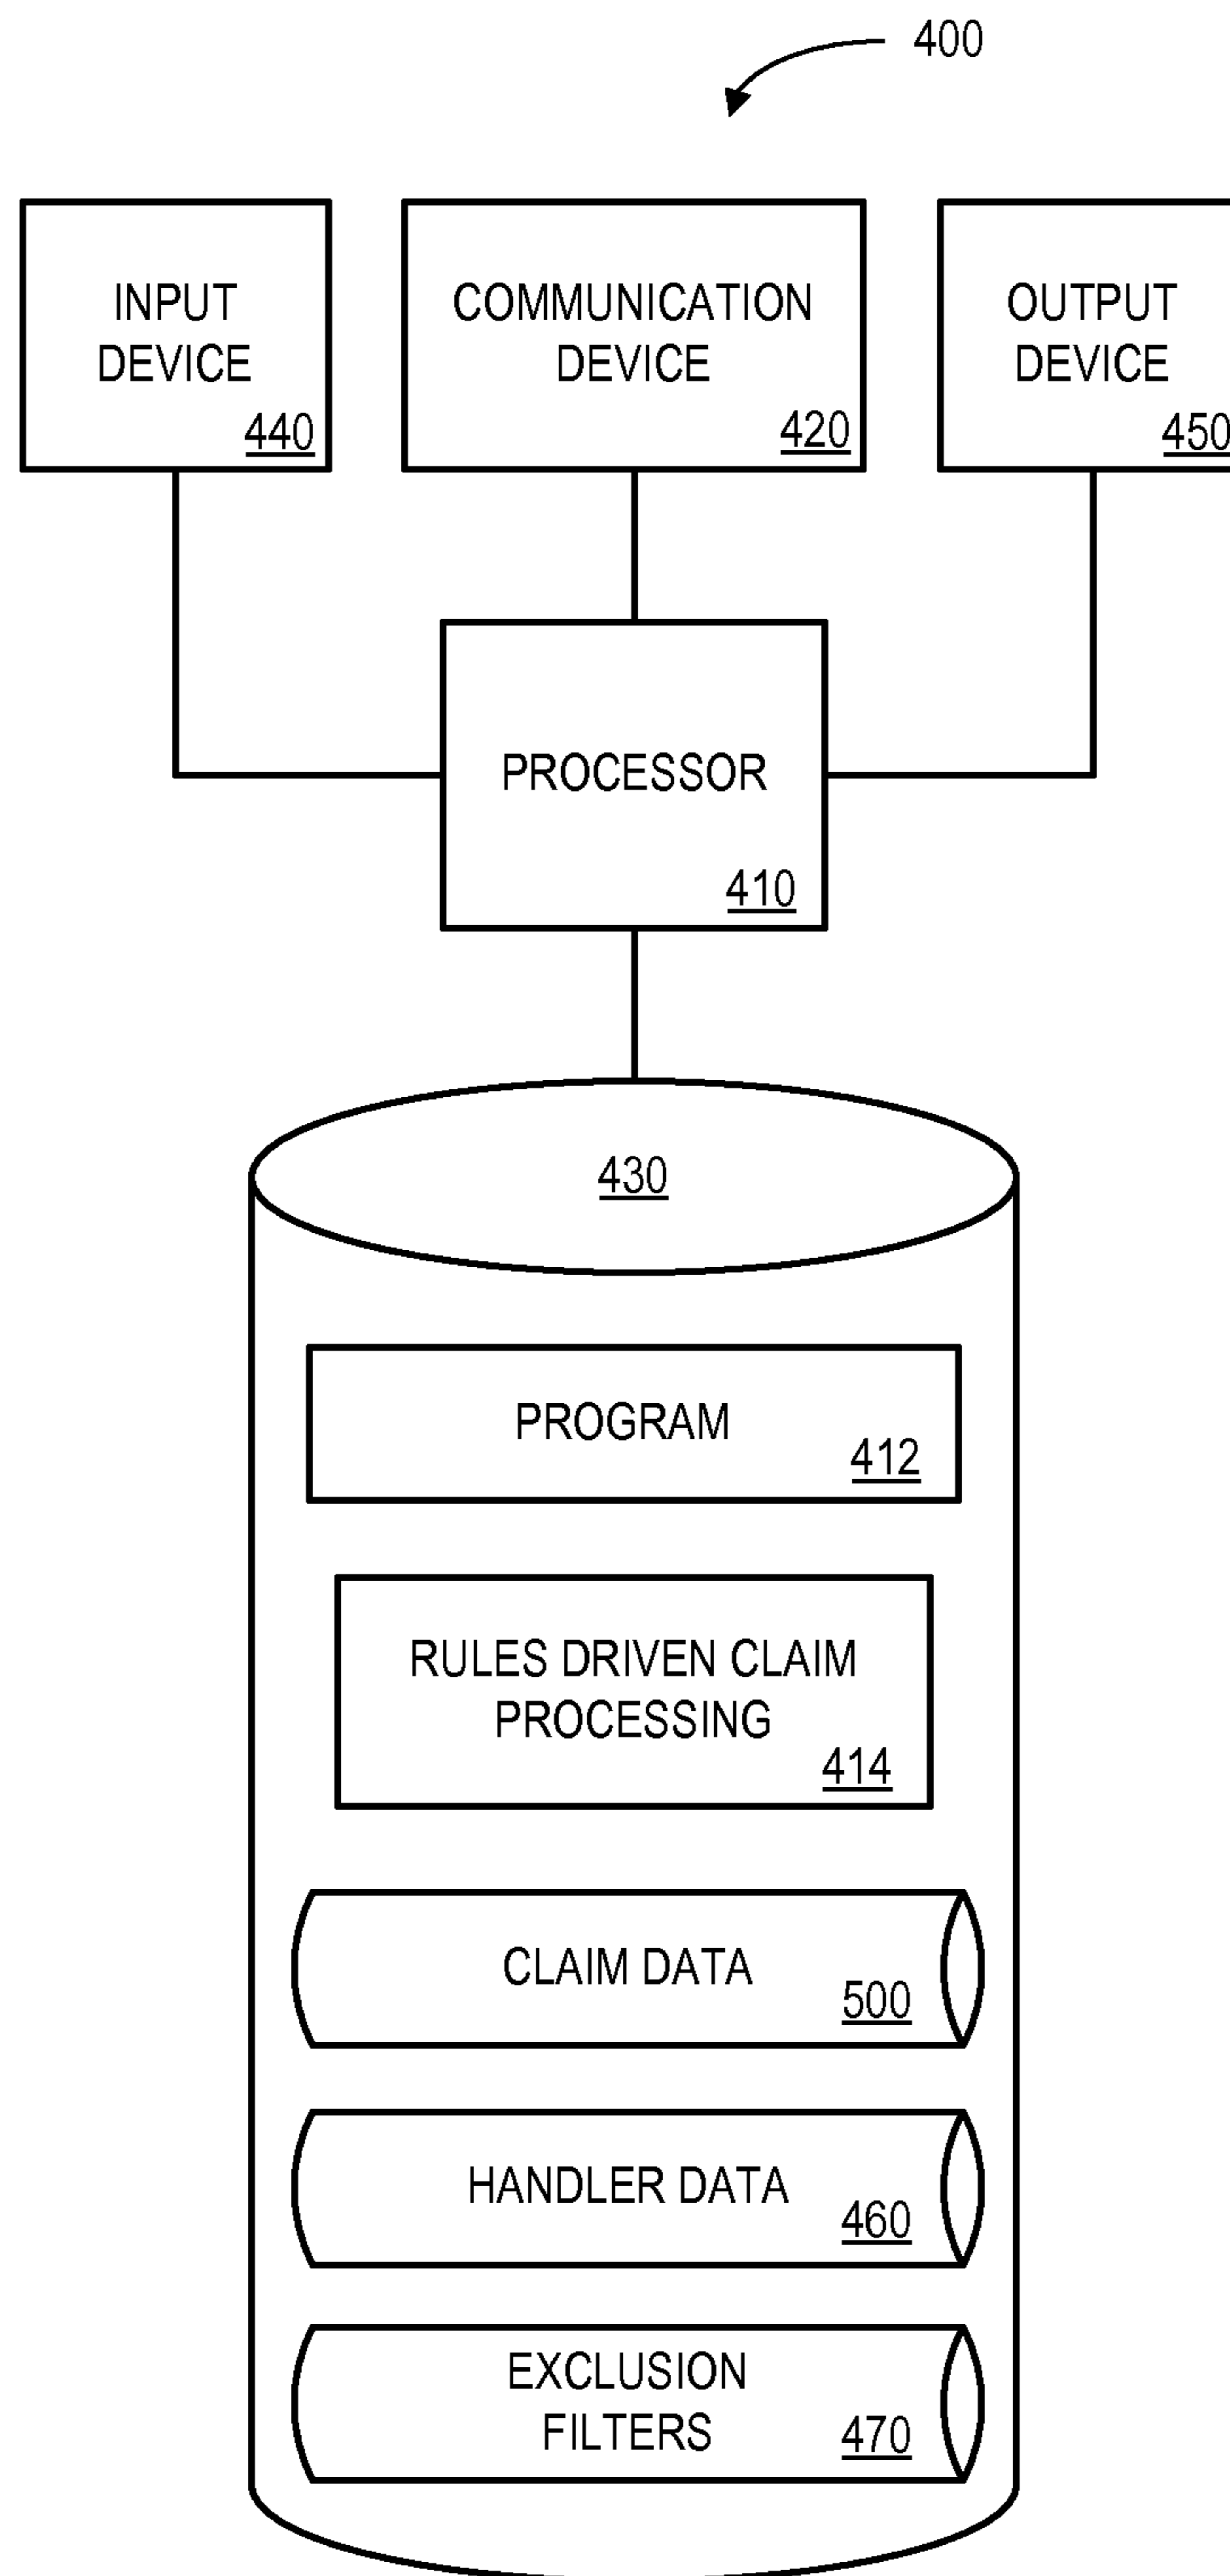 400
INPUT
DEVICE
440
COMMUNICATION
DEVICE
420
OUTPUT
DEVICE
450
PROCESSOR
410
430
PROGRAM
412
RULES DRIVEN CLAIM
PROCESSING
414
CLAIM DATA
500
HANDLER DATA
460
EXCLUSION
FILTERS
470